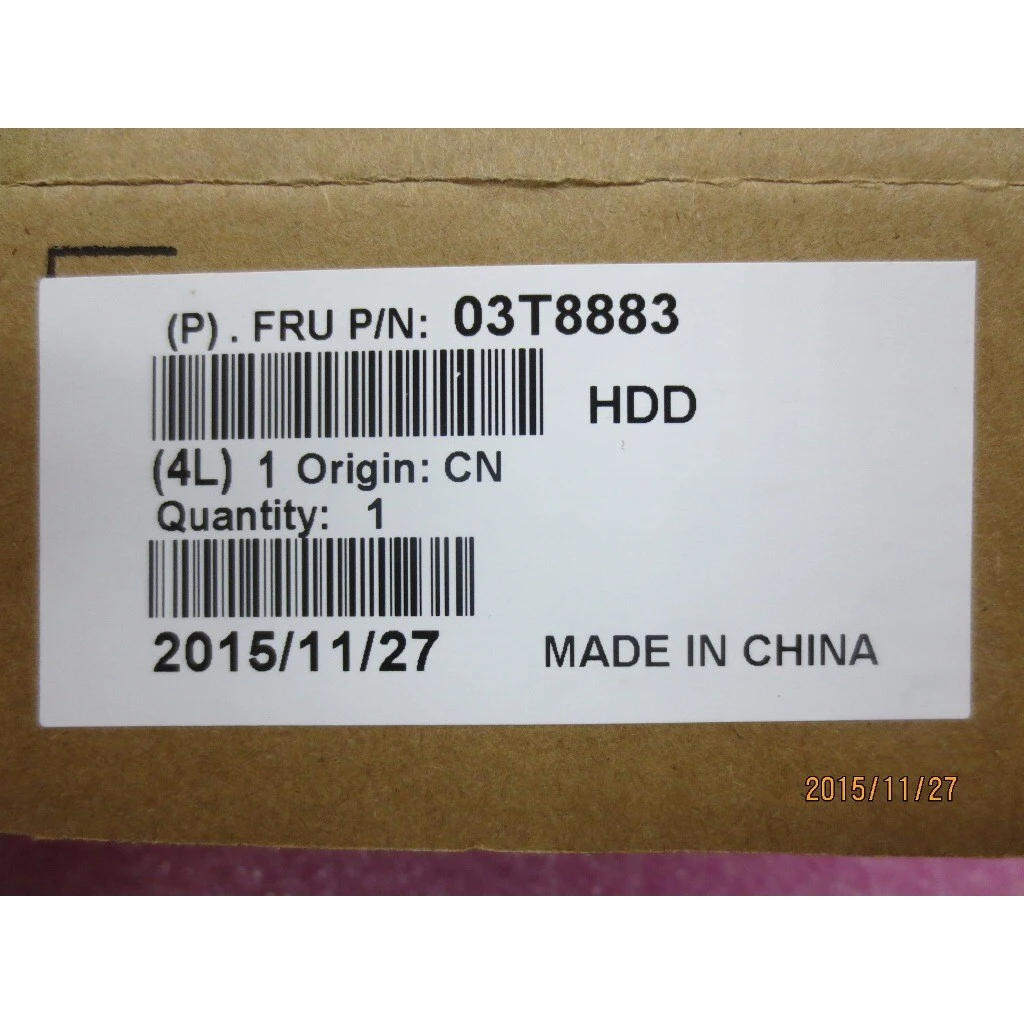 (P) . FRU P/N: 03T8883
HDD
(4L) 1 Origin: CN
Quantity: 1
2015/11/27
MADE IN CHINA
2015/11/27